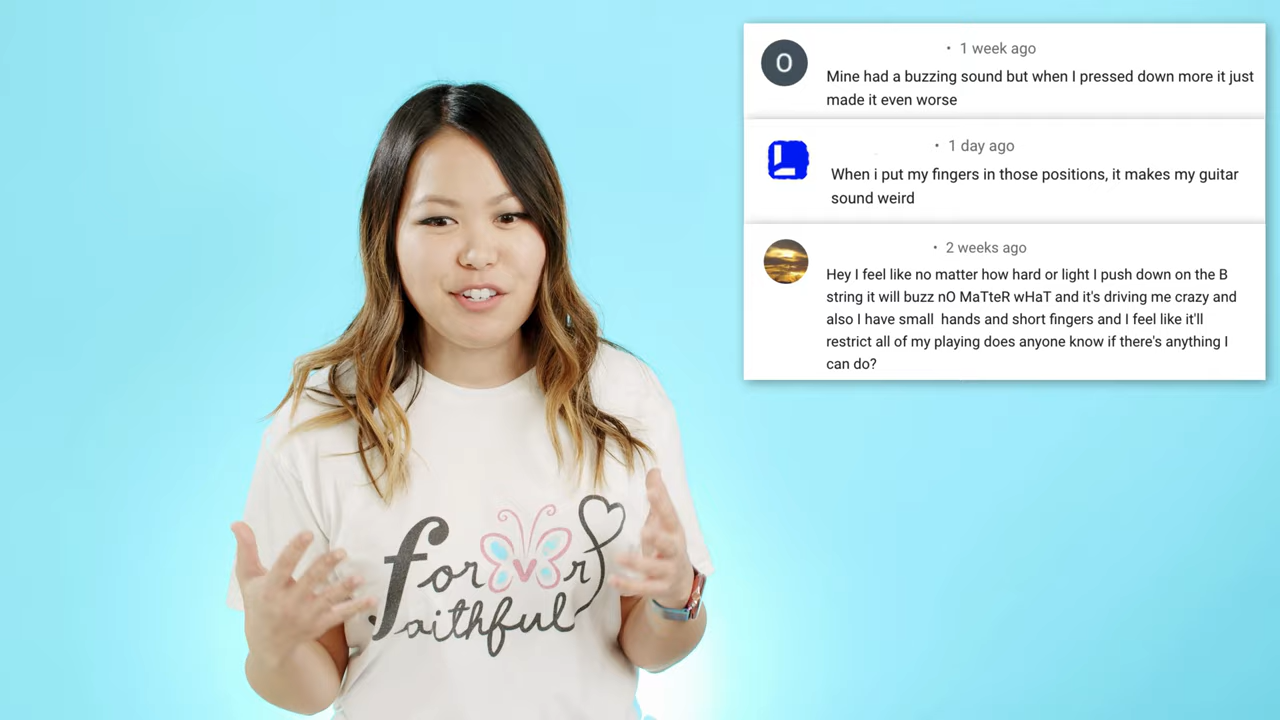 O
• 1 week ago
Mine had a buzzing sound but when I pressed down more it just
made it even worse
L
• 1 day ago
When i put my fingers in those positions, it makes my guitar
sound weird
• 2 weeks ago
Hey I feel like no matter how hard or light I push down on the B
string it will buzz nO MaTteR wHaT and it's driving me crazy and
also I have small hands and short fingers and I feel like it'll
restrict all of my playing does anyone know if there's anything I
can do?
forever
faithful